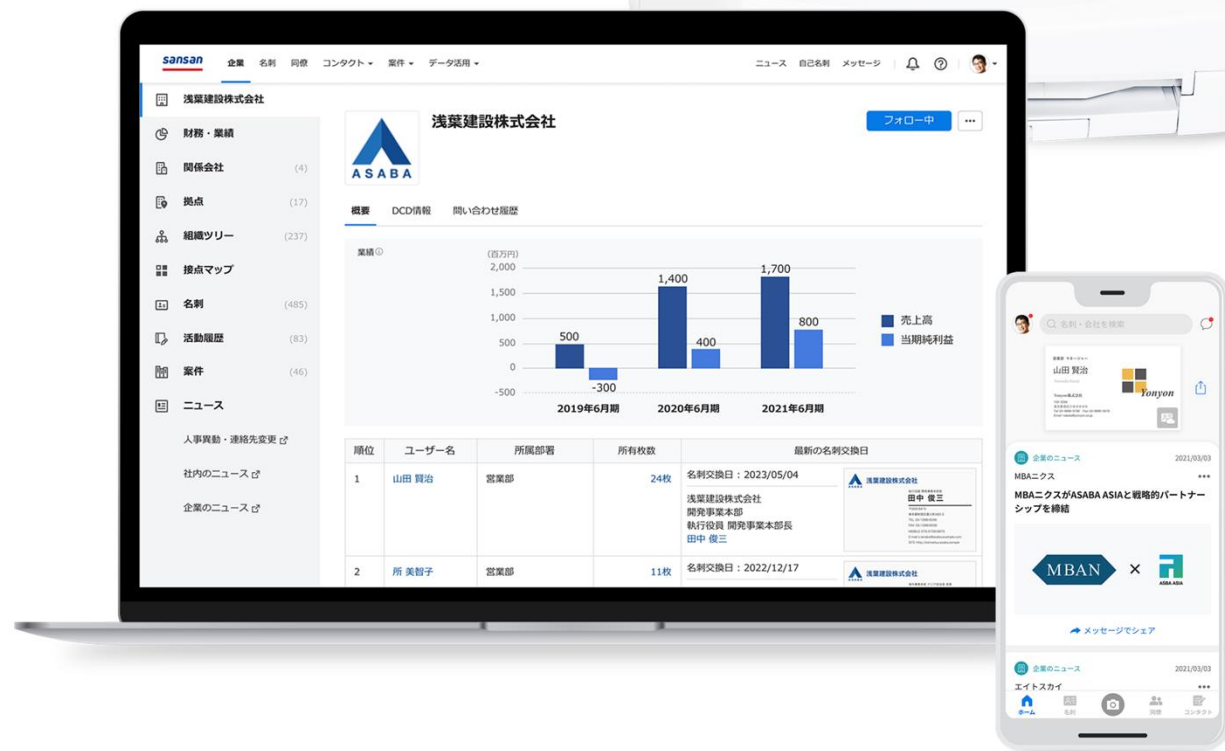 sansan 企業 名刺 同僚 コンタクト 案件 データ活用 ニュース 自己名刺 メッセージ
浅葉建設株式会社
財務・業績
関係会社 (4)
拠点 (17)
組織ツリー (237)
接点マップ
名刺 (485)
活動履歴 (83)
案件 (46)
ニュース
人事異動・連絡先変更
社内のニュース
企業のニュース
ASABA
浅葉建設株式会社
フォロー中
概要 DCD情報 問い合わせ履歴
業績
(百万円)
2,000
1,500
1,000
500
0
-500
500
-300
1,400
400
1,700
800
2019年6月期 2020年6月期 2021年6月期
売上高
当期純利益
順位 ユーザー名 所属部署 所有枚数 最新の名刺交換日
1 山田 賢治 営業部 24枚 名刺交換日:2023/05/04
浅葉建設株式会社
開発事業本部
執行役員 開発事業本部長
田中 俊三
浅葉建設株式会社
田中 俊三
2 所 美智子 営業部 11枚 名刺交換日:2022/12/17
浅葉建設株式会社
名刺・会社を検索
営業部 マネージャー
山田 賢治
Yonyon株式会社
Yonyon
企業のニュース 2021/03/03
MBAニクス
MBAニクスがASABA ASIAと戦略的パートナー
シップを締結
MBAN × ASBA ASIA
メッセージでシェア
企業のニュース 2021/03/03
エイトスカイ
ホーム 名刺 同僚 コンタクト